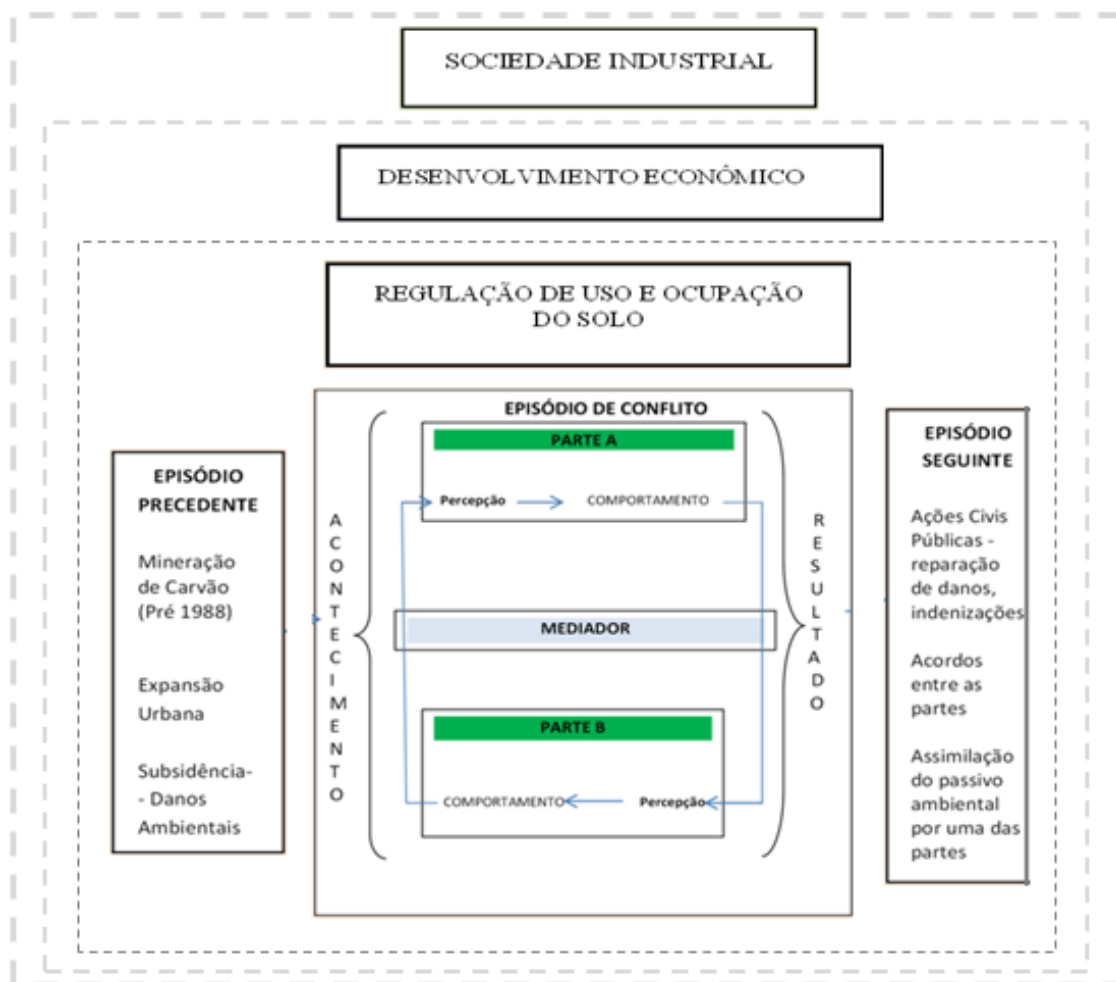 SOCIEDADE INDUSTRIAL
DESENVOLVIMENTO ECONÔMICO
REGULAÇÃO DE USO E OCUPAÇÃO
DO SOLO
EPISÓDIO
PRECEDENTE
Mineração
de Carvão
(Pré 1988)
Expansão
Urbana
Subsidência-
- Danos
Ambientais
ACONTECIMENTO
EPISÓDIO DE CONFLITO
PARTE A
Percepção
COMPORTAMENTO
MEDIADOR
PARTE B
COMPORTAMENTO
Percepção
RESULTADO
EPISÓDIO
SEGUINTE
Ações Civis
Públicas -
reparação
de danos,
indenizações
Acordos
entre as
partes
Assimilação
do passivo
ambiental
por uma das
partes